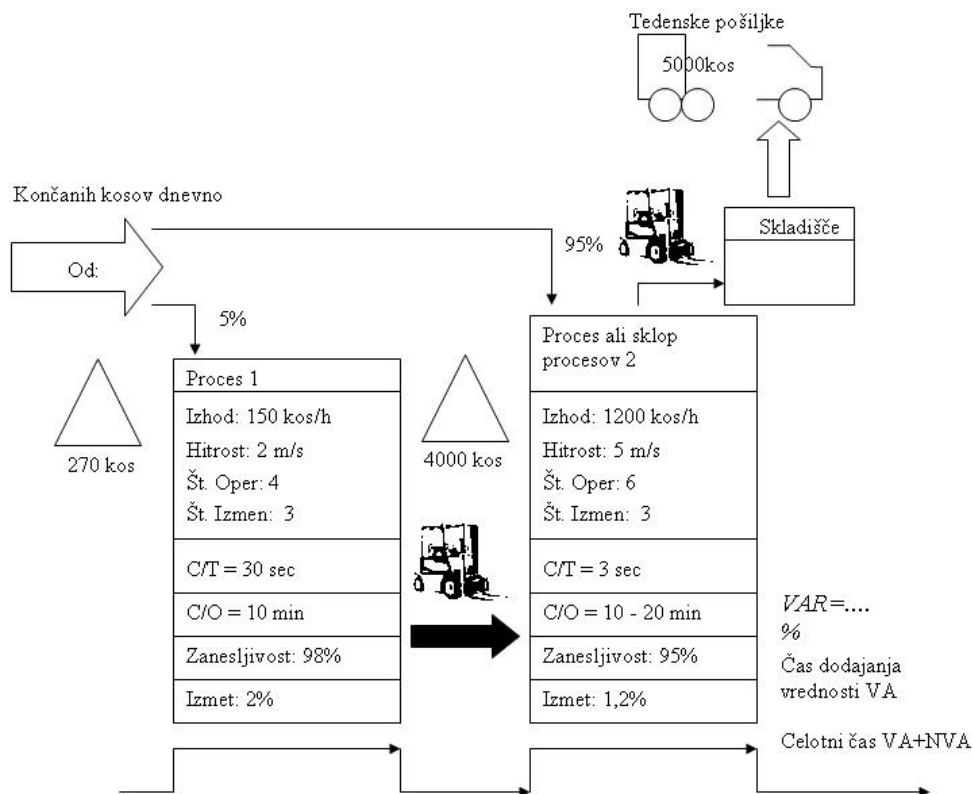 Tedenske pošiljke
5000kos
Končanih kosov dnevno
Od:
95%
Skladišče
5%
270 kos
Proces 1
Izhod: 150 kos/h
Hitrost: 2 m/s
Št. Oper: 4
Št. Izmen: 3
C/T = 30 sec
C/O = 10 min
Zanesljivost: 98%
Izmet: 2%
4000 kos
Proces ali sklop
procesov 2
Izhod: 1200 kos/h
Hitrost: 5 m/s
Št. Oper: 6
Št. Izmen: 3
C/T = 3 sec
C/O = 10 - 20 min
Zanesljivost: 95%
Izmet: 1,2%
VAR=....
%
Čas dodajanja
vrednosti VA
Celotni čas VA+NVA